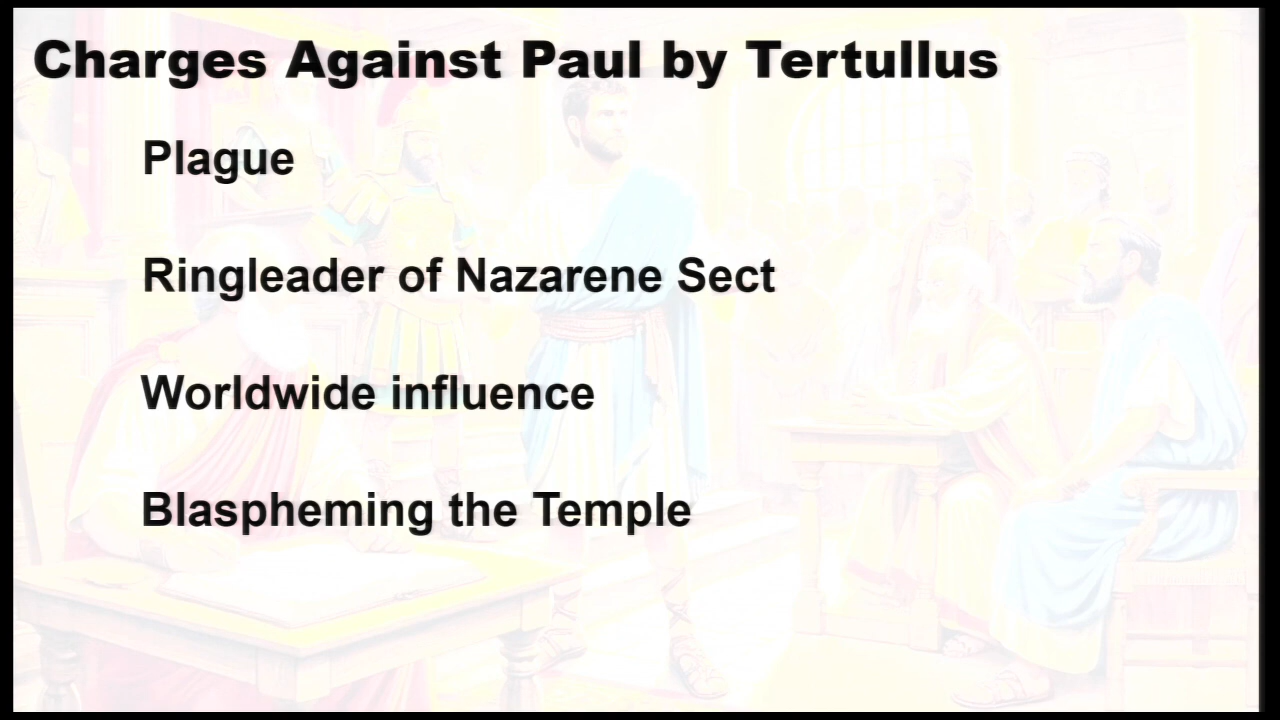 Charges Against Paul by Tertullus
Plague
Ringleader of Nazarene Sect
Worldwide influence
Blaspheming the Temple